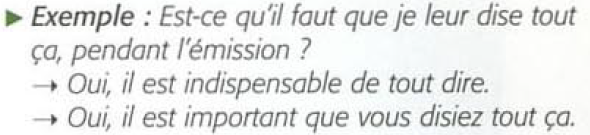 ▶ Exemple : Est-ce qu'il faut que je leur dise tout
ça, pendant l'émission ?
→ Oui, il est indispensable de tout dire.
→ Oui, il est important que vous disiez tout ça.